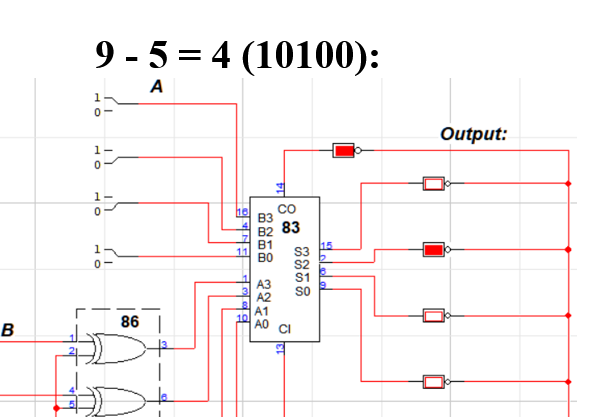 9 - 5 = 4 (10100):
A
1
0
Output:
1
0
14
1
0
16
CO
B3
83
4
B2
7
B1
15
1
0
11
B0
S3
2
S2
6
S1
1
A3
9
S0
3
A2
8
A1
10
A0
CI
86
B
13
1
2
3
4
5
6